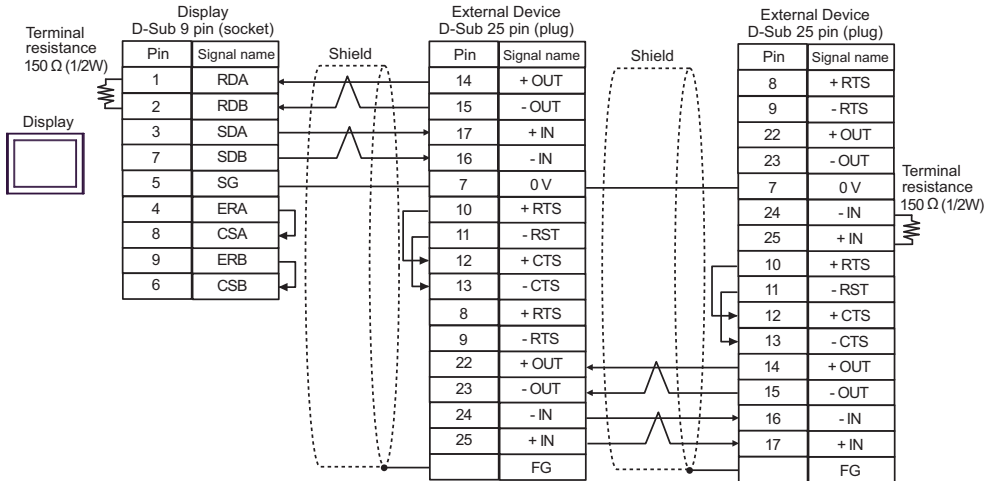 Display
D-Sub 9 pin (socket)
Terminal
resistance
150 Ω (1/2W)
Pin Signal name
1 RDA
2 RDB
3 SDA
7 SDB
5 SG
4 ERA
8 CSA
9 ERB
6 CSB
Display
Shield
External Device
D-Sub 25 pin (plug)
Pin Signal name
14 + OUT
15 - OUT
17 + IN
16 - IN
7 0 V
10 + RTS
11 - RST
12 + CTS
13 - CTS
8 + RTS
9 - RTS
22 + OUT
23 - OUT
24 - IN
25 + IN
FG
Shield
External Device
D-Sub 25 pin (plug)
Pin Signal name
8 + RTS
9 - RTS
22 + OUT
23 - OUT
7 0 V
24 - IN
25 + IN
10 + RTS
11 - RST
12 + CTS
13 - CTS
14 + OUT
15 - OUT
16 - IN
17 + IN
FG
Terminal
resistance
150 Ω (1/2W)